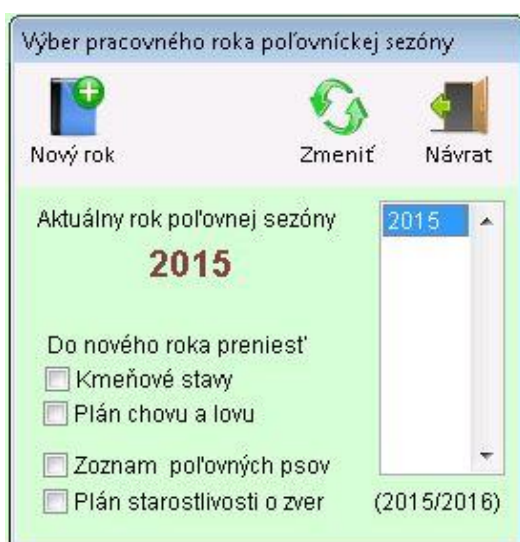 Výber pracovného roka poľovníckej sezóny
Nový rok
Zmeniť
Návrat
Aktuálny rok poľovnej sezóny
2015
2015
Do nového roka preniesť
Kmeňové stavy
Plán chovu a lovu
Zoznam poľovných psov
Plán starostlivosti o zver
(2015/2016)